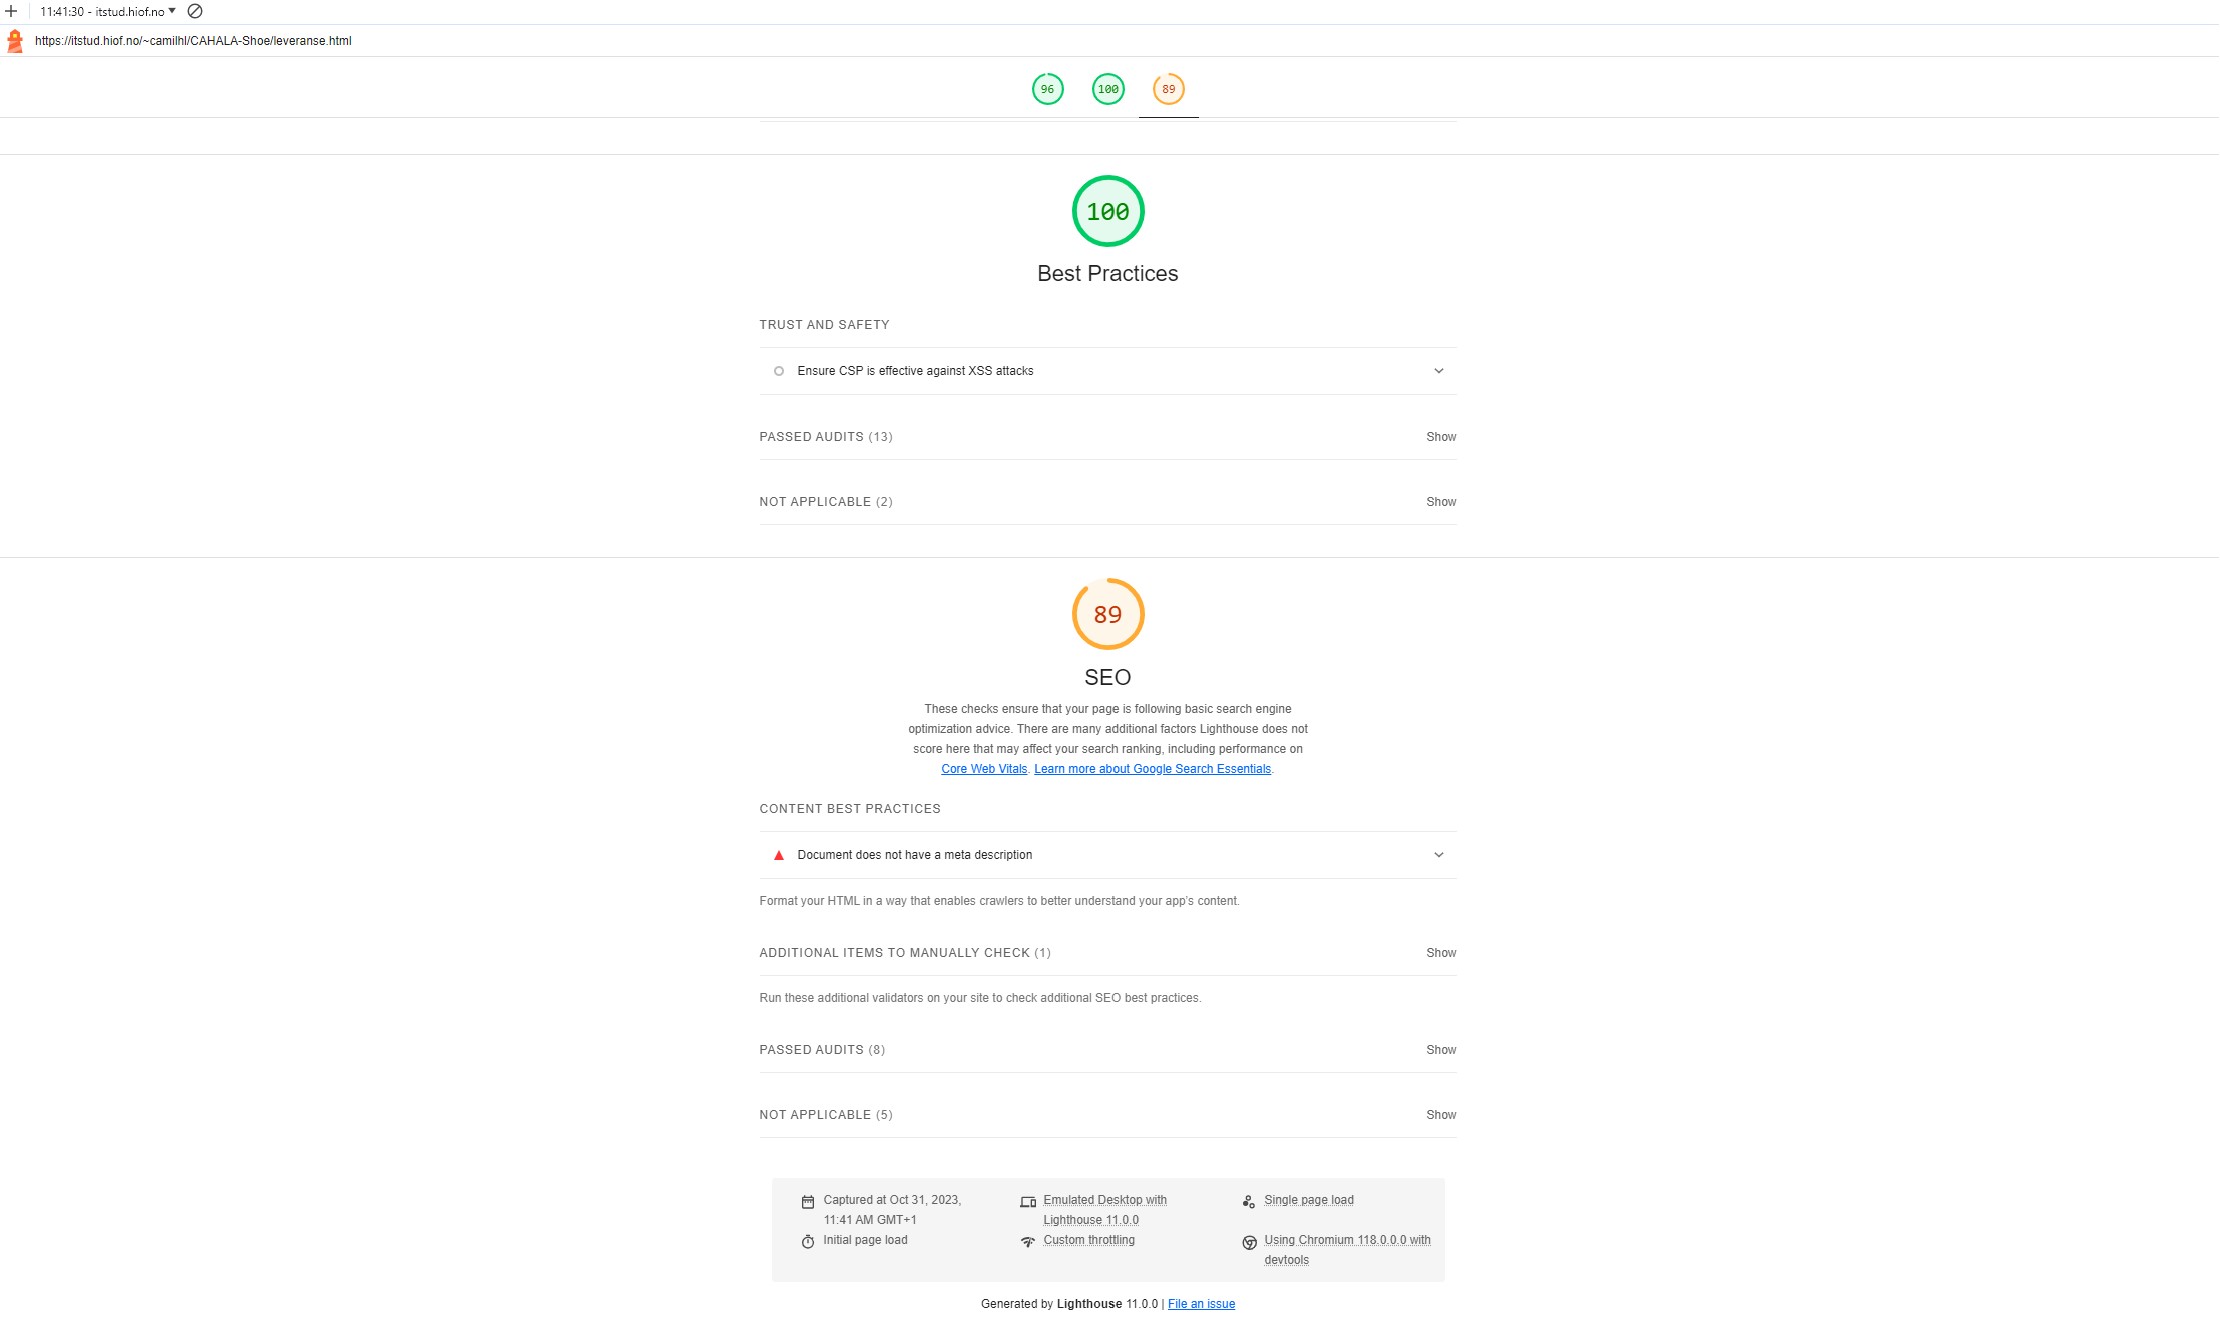 11:41:30 - itstud.hiof.no
https://itstud.hiof.no/~camilhl/CAHALA-Shoe/leveranse.html
96 100 89
100
Best Practices
TRUST AND SAFETY
Ensure CSP is effective against XSS attacks
PASSED AUDITS (13) Show
NOT APPLICABLE (2) Show
89
SEO
These checks ensure that your page is following basic search engine
optimization advice. There are many additional factors Lighthouse does not
score here that may affect your search ranking, including performance on
Core Web Vitals. Learn more about Google Search Essentials.
CONTENT BEST PRACTICES
Document does not have a meta description
Format your HTML in a way that enables crawlers to better understand your app's content.
ADDITIONAL ITEMS TO MANUALLY CHECK (1) Show
Run these additional validators on your site to check additional SEO best practices.
PASSED AUDITS (8) Show
NOT APPLICABLE (5) Show
Captured at Oct 31, 2023, Emulated Desktop with Single page load
11:41 AM GMT+1 Lighthouse 11.0.0
Initial page load Custom throttling Using Chromium 118.0.0.0 with
devtools
Generated by Lighthouse 11.0.0 | File an issue